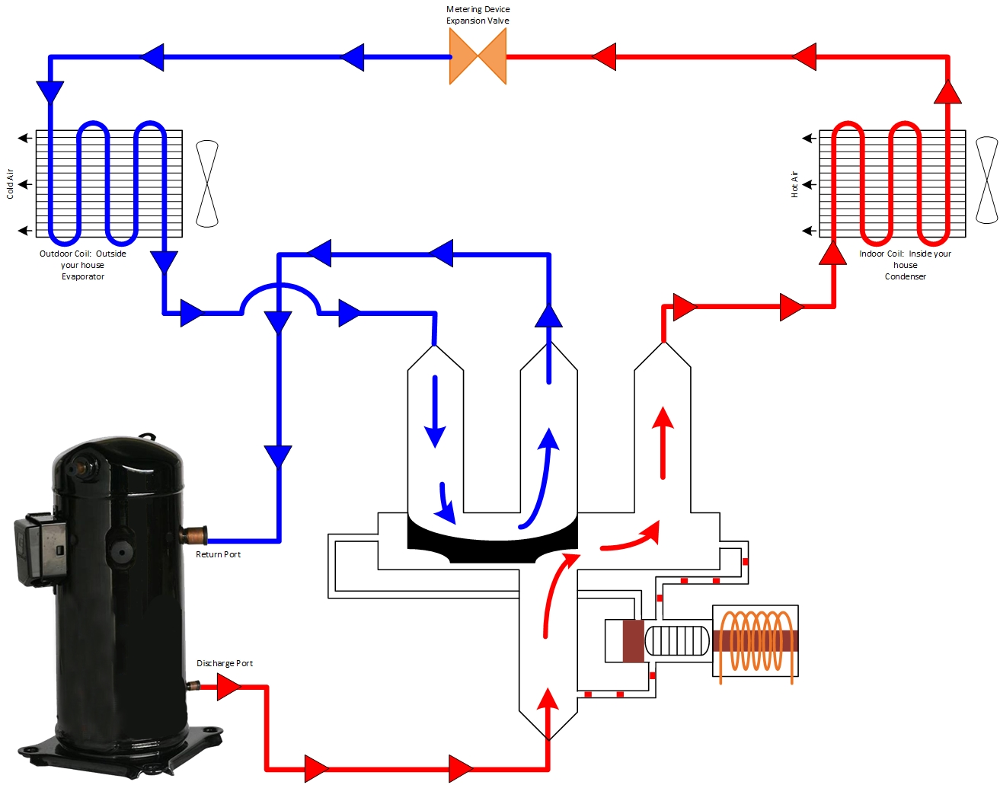 Metering Device
Expansion Valve
Cold Air
Hot Air
Outdoor Coil: Outside
your house
Evaporator
Indoor Coil: Inside your
house
Condenser
Return Port
Discharge Port